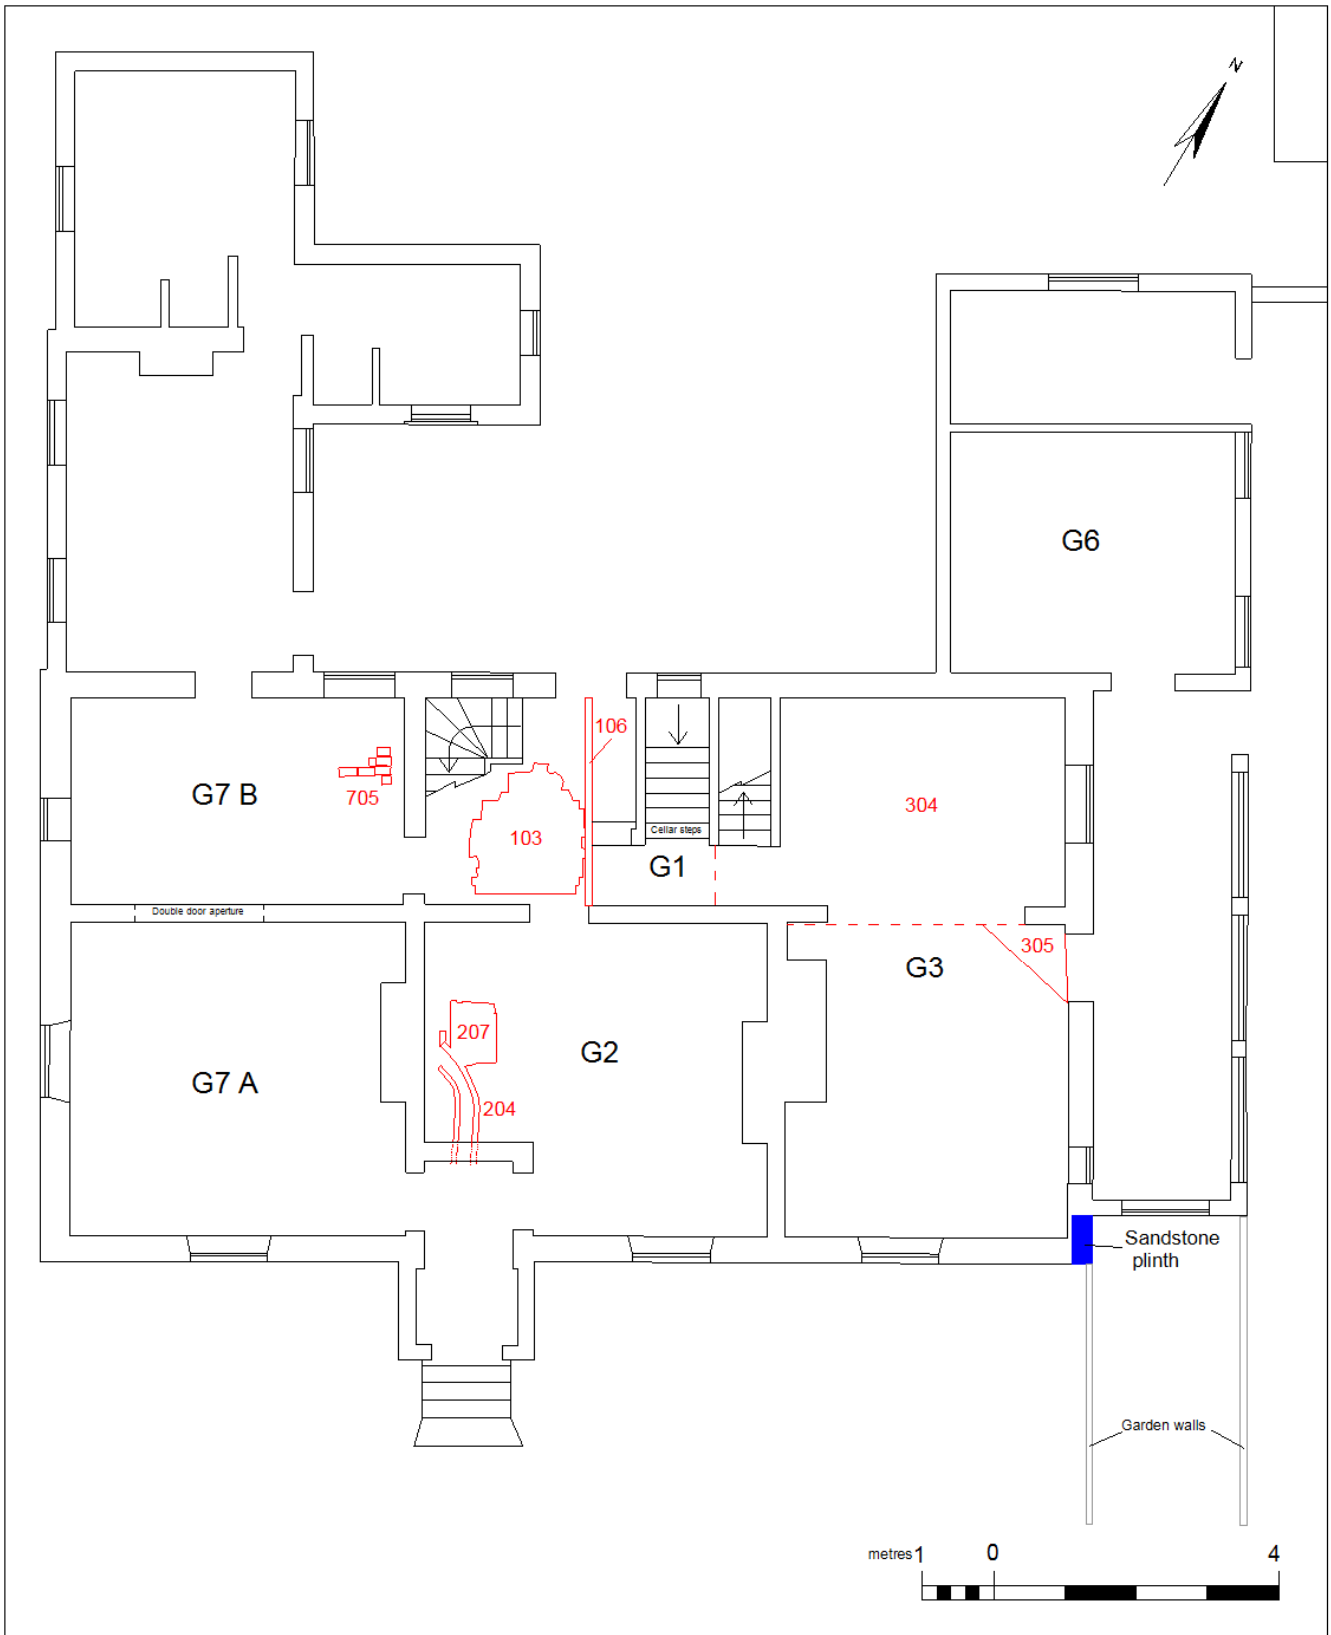 N
G6
106
G7 B
705
304
103
Cellar steps
G1
Double door aperture
305
G3
207
G2
G7 A
204
Sandstone
plinth
Garden walls
metres 1 0 4